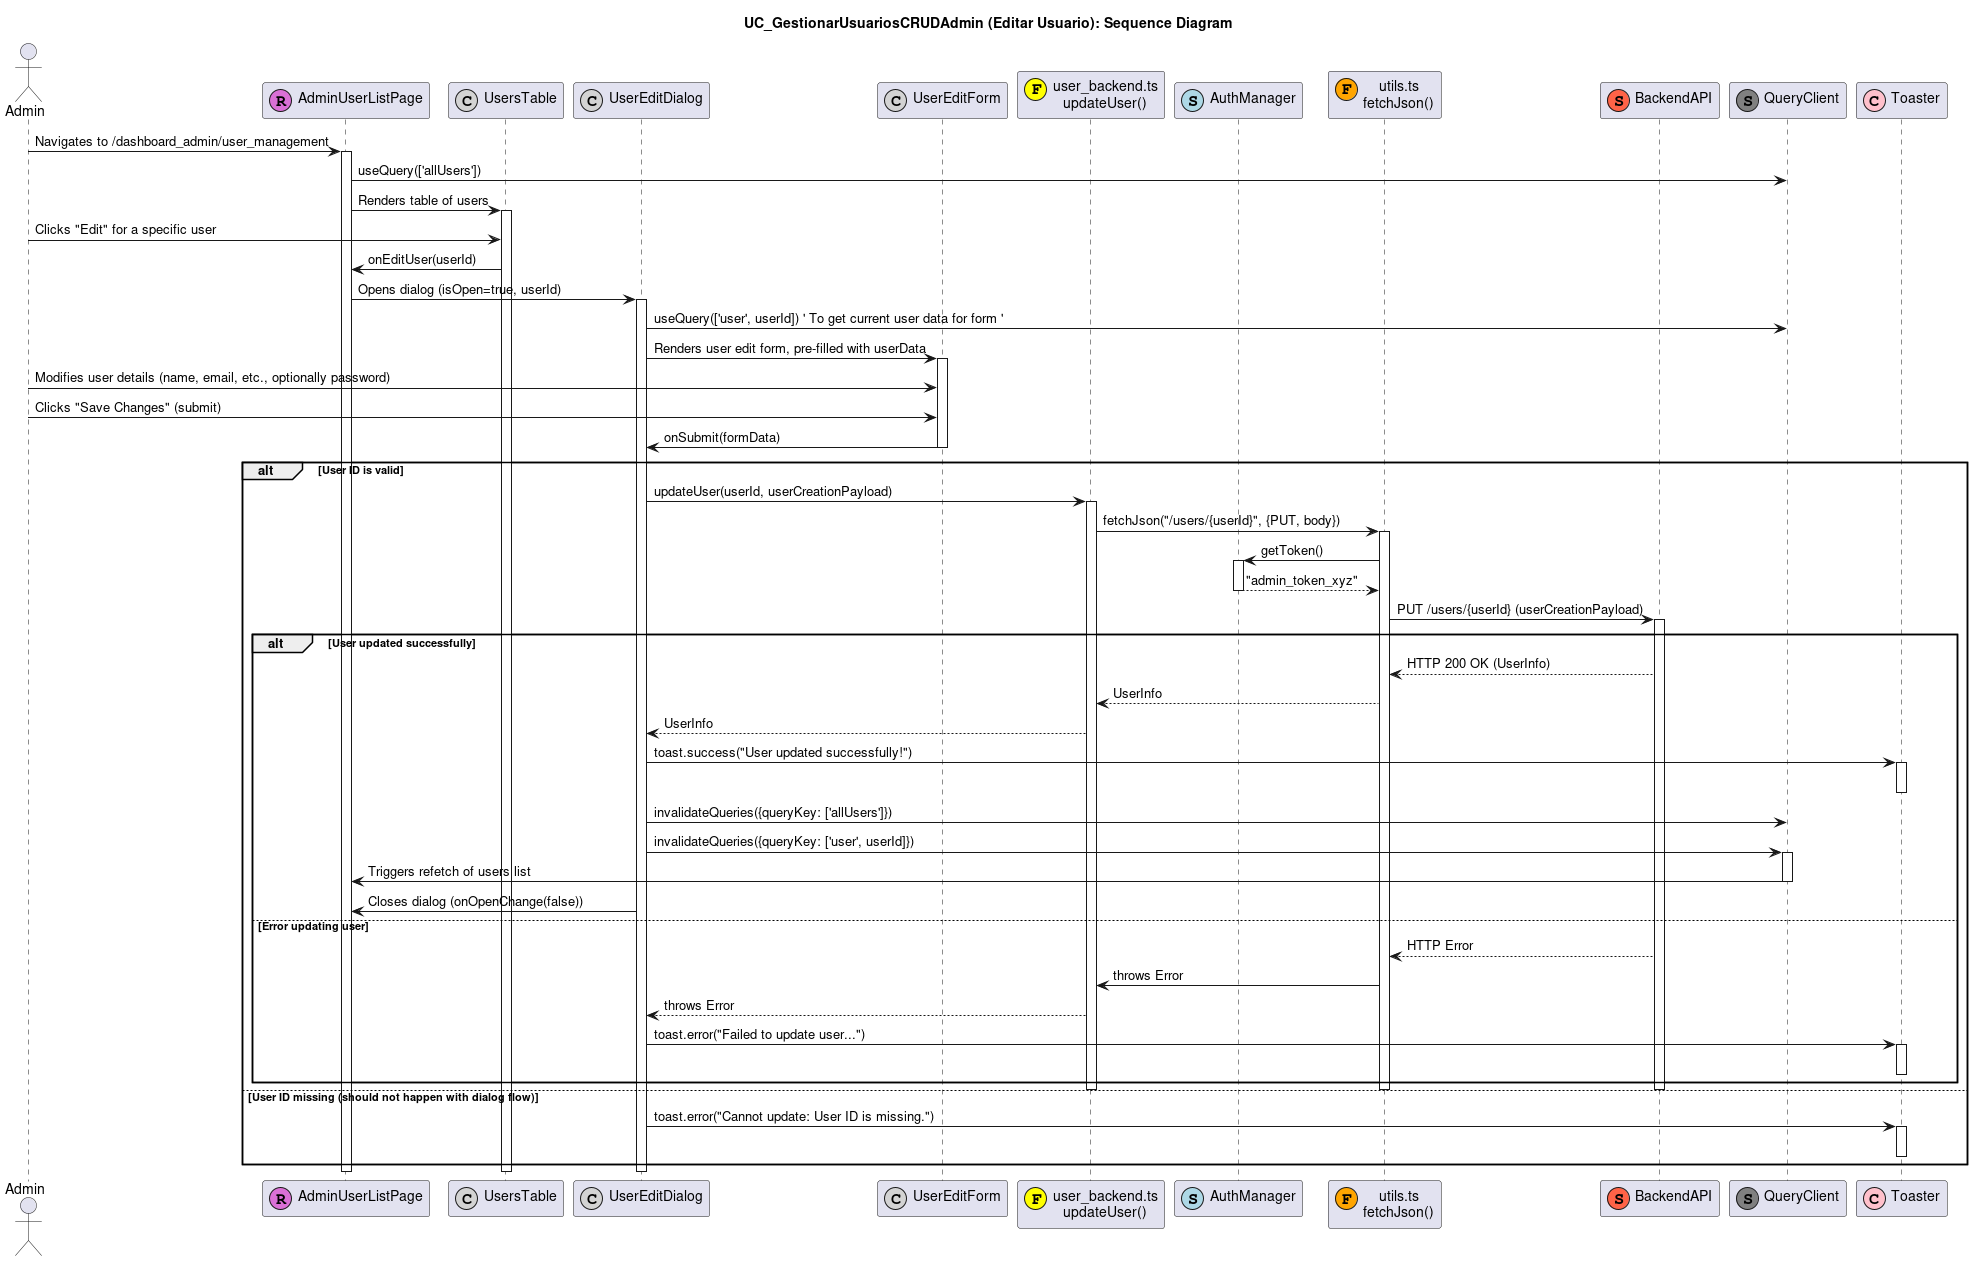 UC_GestionarUsuariosCRUDAdmin (Editar Usuario): Sequence Diagram
Admin
R AdminUserListPage
C UsersTable
C UserEditDialog
C UserEditForm
F user_backend.ts
updateUser()
S AuthManager
F utils.ts
fetchJson()
S BackendAPI
S QueryClient
C Toaster
Navigates to /dashboard_admin/user_management
useQuery(['allUsers'])
Renders table of users
Clicks "Edit" for a specific user
onEditUser(userId)
Opens dialog (isOpen=true, userId)
useQuery(['user', userId]) ' To get current user data for form '
Renders user edit form, pre-filled with userData
Modifies user details (name, email, etc., optionally password)
Clicks "Save Changes" (submit)
onSubmit(formData)
alt [User ID is valid]
updateUser(userId, userCreationPayload)
fetchJson("/users/{userId}", {PUT, body})
getToken()
"admin_token_xyz"
PUT /users/{userId} (userCreationPayload)
alt [User updated successfully]
HTTP 200 OK (UserInfo)
UserInfo
UserInfo
toast.success("User updated successfully!")
invalidateQueries({queryKey: ['allUsers']})
invalidateQueries({queryKey: ['user', userId]})
Triggers refetch of users list
Closes dialog (onOpenChange(false))
[Error updating user]
HTTP Error
throws Error
throws Error
toast.error("Failed to update user...")
[User ID missing (should not happen with dialog flow)]
toast.error("Cannot update: User ID is missing.")
Admin
R AdminUserListPage
C UsersTable
C UserEditDialog
C UserEditForm
F user_backend.ts
updateUser()
S AuthManager
F utils.ts
fetchJson()
S BackendAPI
S QueryClient
C Toaster